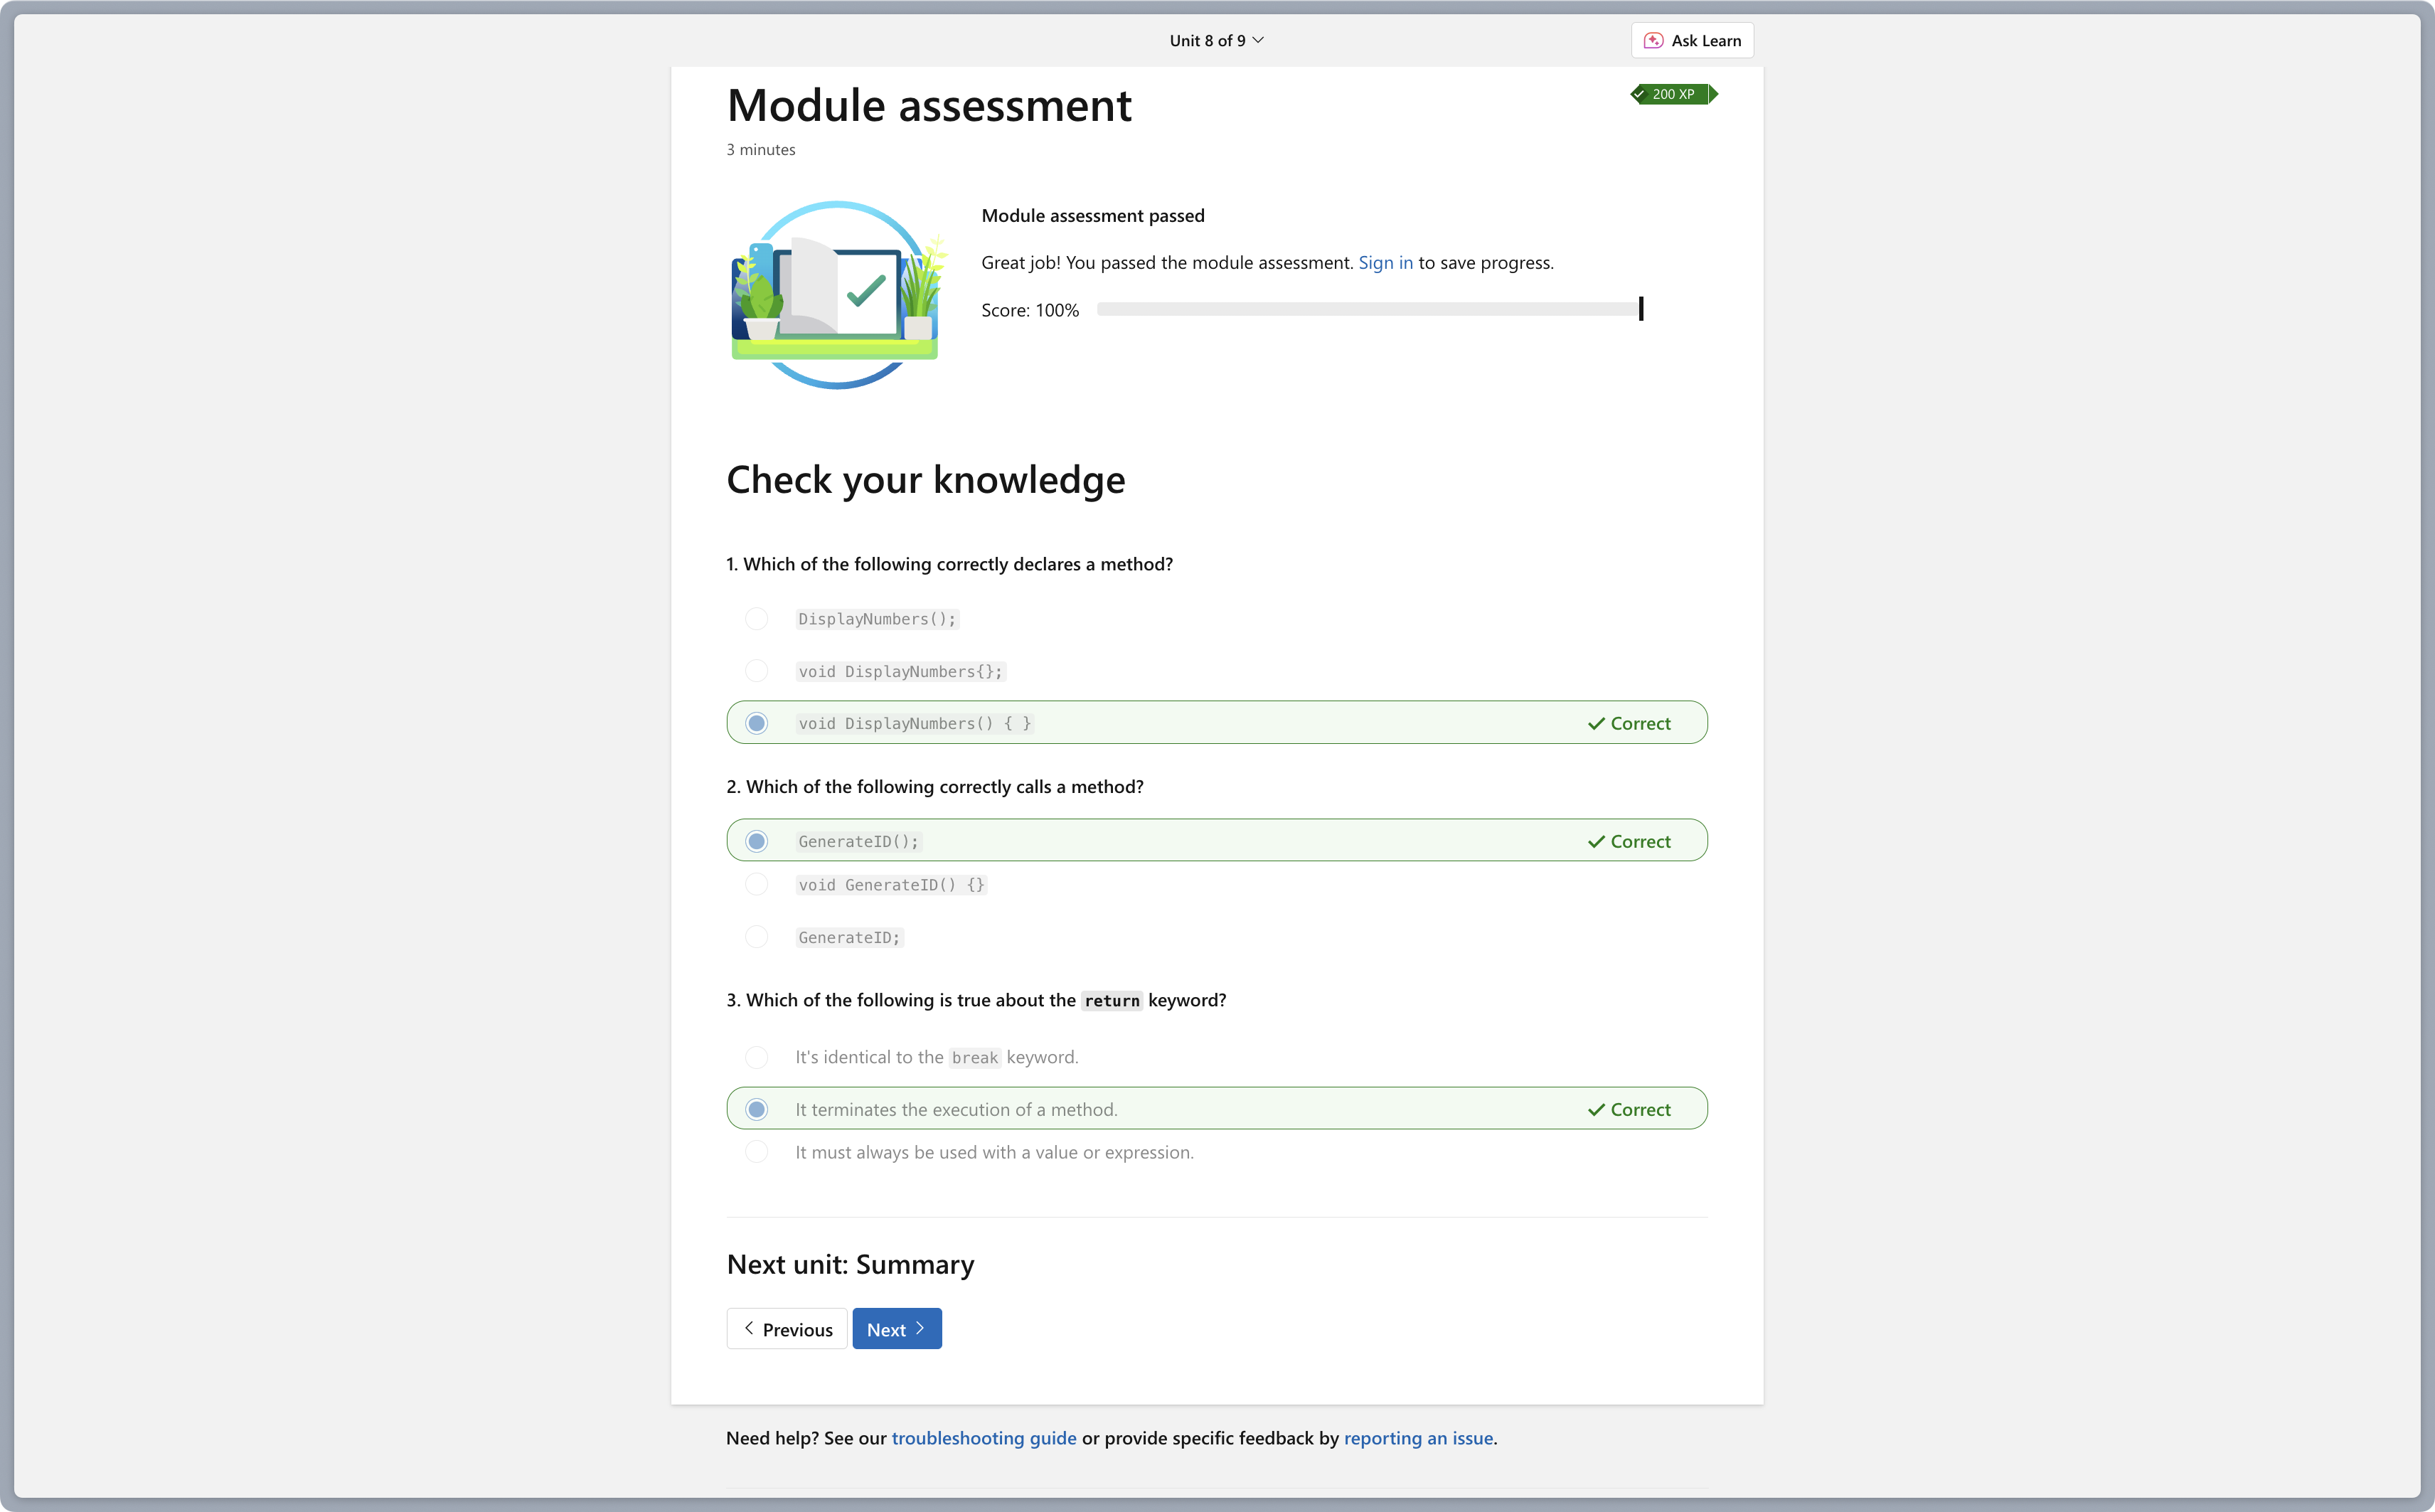 Unit 8 of 9
Ask Learn
Module assessment
200 XP
3 minutes
Module assessment passed
Great job! You passed the module assessment. Sign in to save progress.
Score: 100%
Check your knowledge
1. Which of the following correctly declares a method?
DisplayNumbers();
void DisplayNumbers{};
void DisplayNumbers() { }
Correct
2. Which of the following correctly calls a method?
GenerateID();
Correct
void GenerateID() {}
GenerateID;
3. Which of the following is true about the return keyword?
It's identical to the break keyword.
It terminates the execution of a method.
Correct
It must always be used with a value or expression.
Next unit: Summary
Previous
Next
Need help? See our troubleshooting guide or provide specific feedback by reporting an issue.